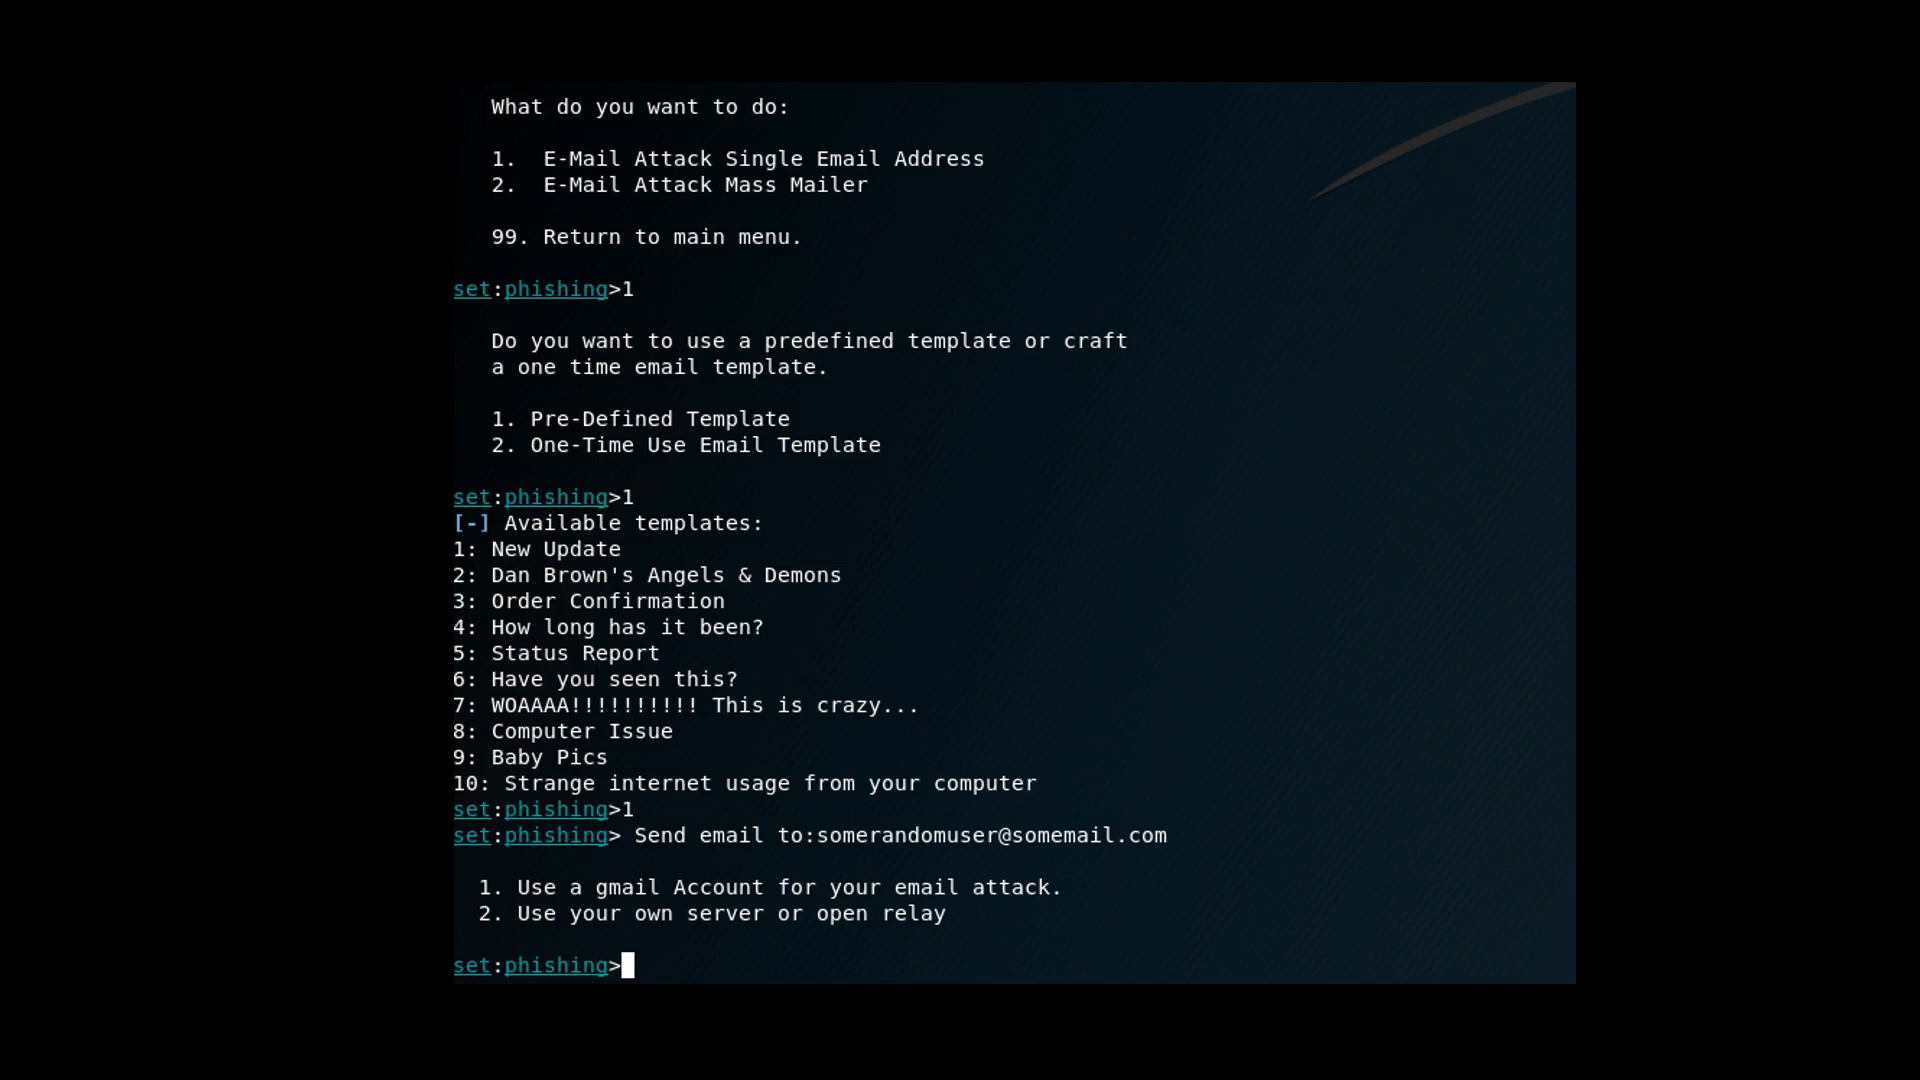 What do you want to do:
1. E-Mail Attack Single Email Address
2. E-Mail Attack Mass Mailer
99. Return to main menu.
set:phishing>1
Do you want to use a predefined template or craft
a one time email template.
1. Pre-Defined Template
2. One-Time Use Email Template
set:phishing>1
[-] Available templates:
1: New Update
2: Dan Brown's Angels & Demons
3: Order Confirmation
4: How long has it been?
5: Status Report
6: Have you seen this?
7: WOAAAA!!!!!!!!!! This is crazy...
8: Computer Issue
9: Baby Pics
10: Strange internet usage from your computer
set:phishing>1
set:phishing> Send email to:somerandomuser@somemail.com
1. Use a gmail Account for your email attack.
2. Use your own server or open relay
set:phishing>